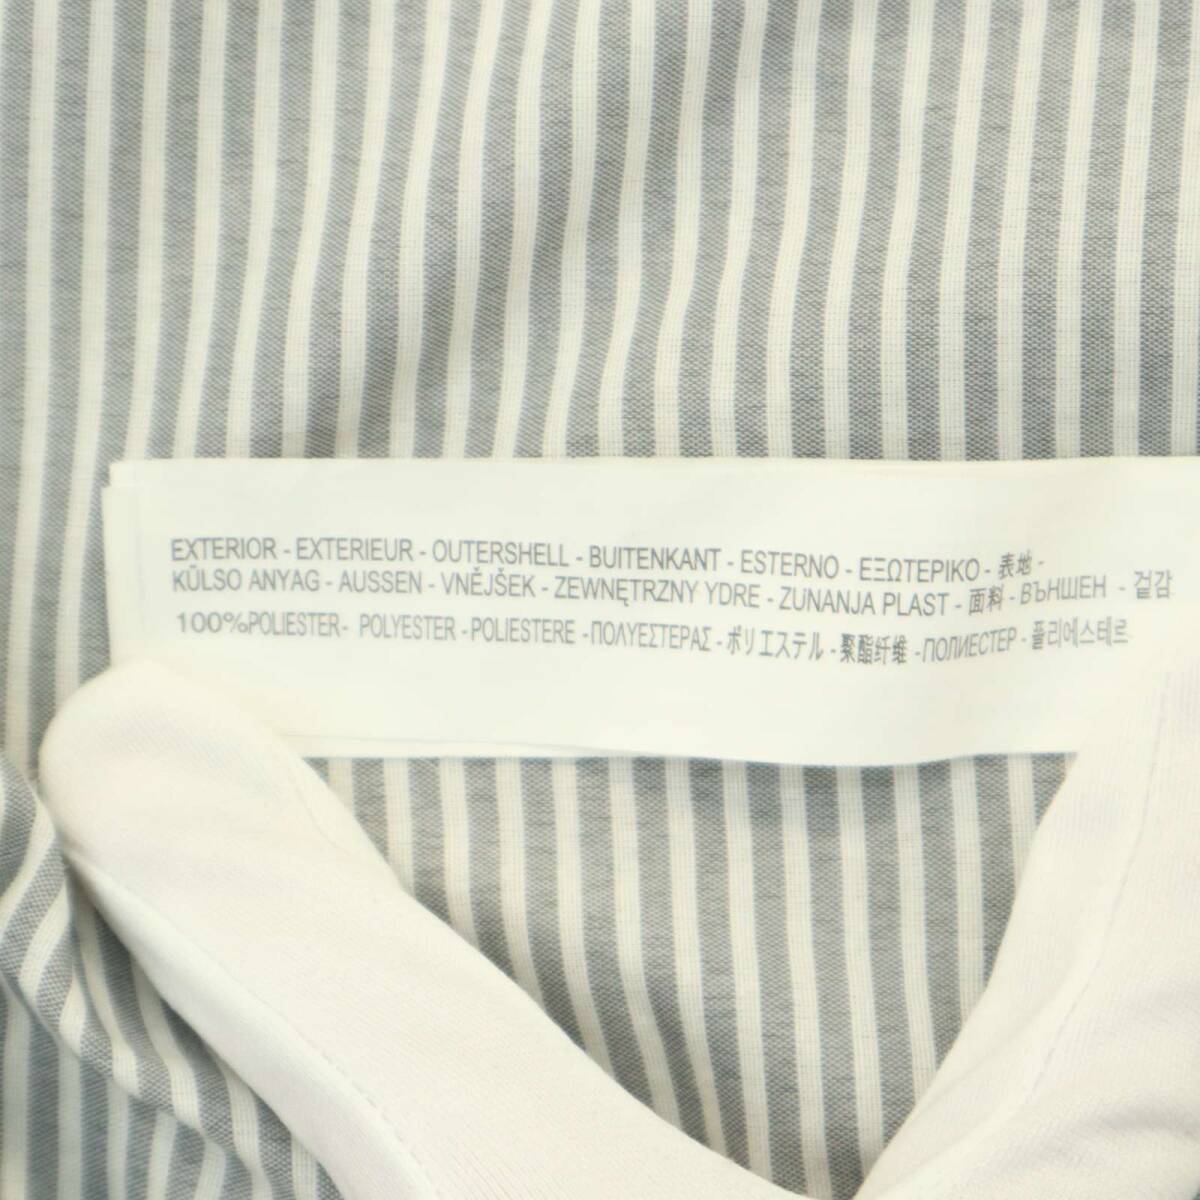 EXTERIOR - EXTERIEUR - OUTERSHELL - BUITENKANT - ESTERNO - ΕΞΩΤΕΡΙΚΟ - 表地 -
KŰLSO ANYAG - AUSSEN - VNĚJŠEK - ZEWNĘTRZNY YDRE - ZUNANJA PLAST - 面料 - ВЪНШЕН - 겉감
100%POLIESTER- POLYESTER - POLIESTERE -ΠΟΛΥΕΣΤΕΡΑΣ - ポリエステル - 聚酯纤维 -ПОЛИЕСТЕР - 폴리에스테르